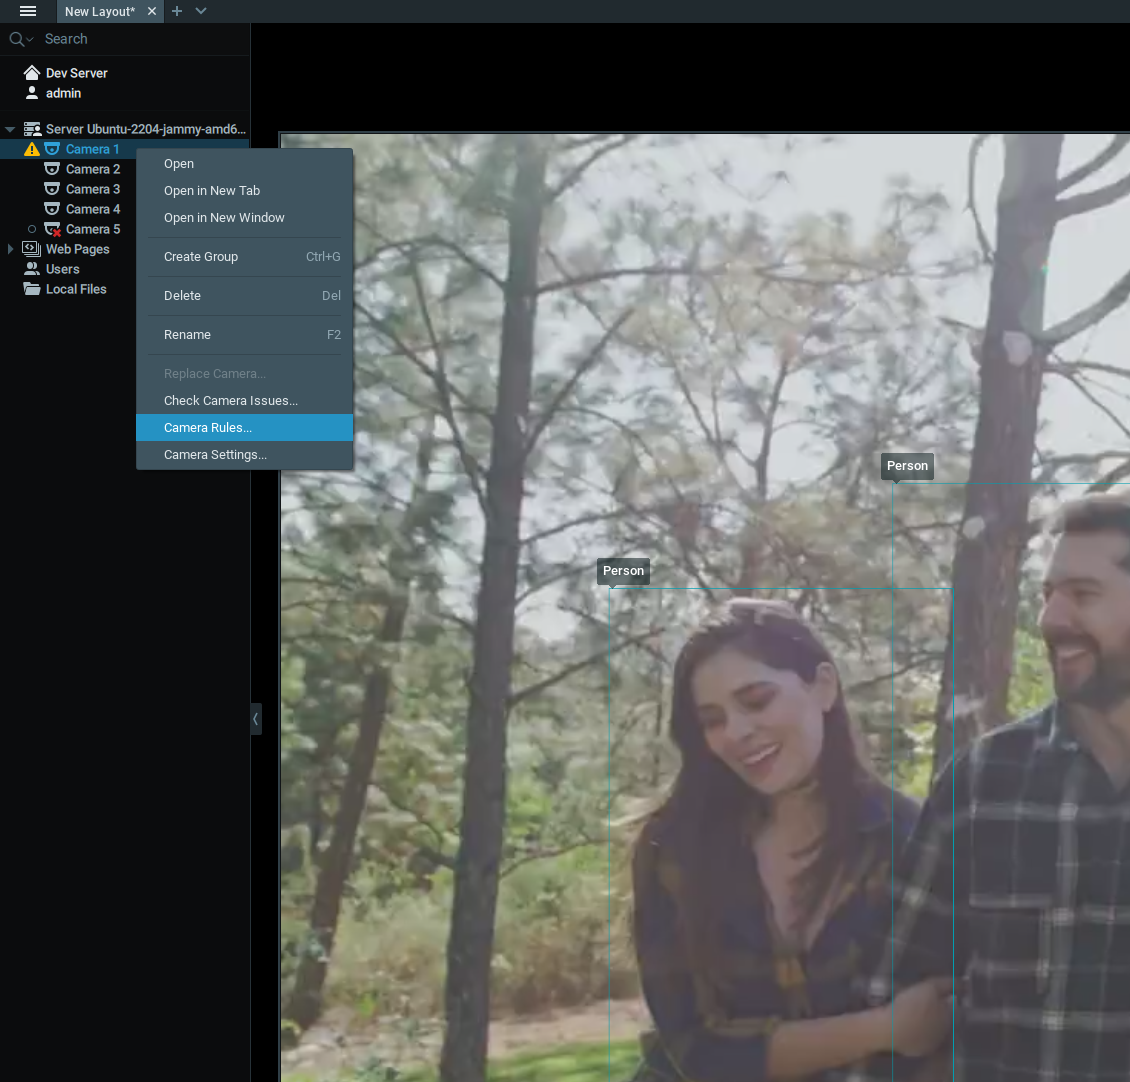 New Layout*
Search
Dev Server
admin
Server Ubuntu-2204-jammy-amd6...
Camera 1
Camera 2
Camera 3
Camera 4
Camera 5
Web Pages
Users
Local Files
Open
Open in New Tab
Open in New Window
Create Group Ctrl+G
Delete Del
Rename F2
Replace Camera...
Check Camera Issues...
Camera Rules...
Camera Settings...
Person
Person